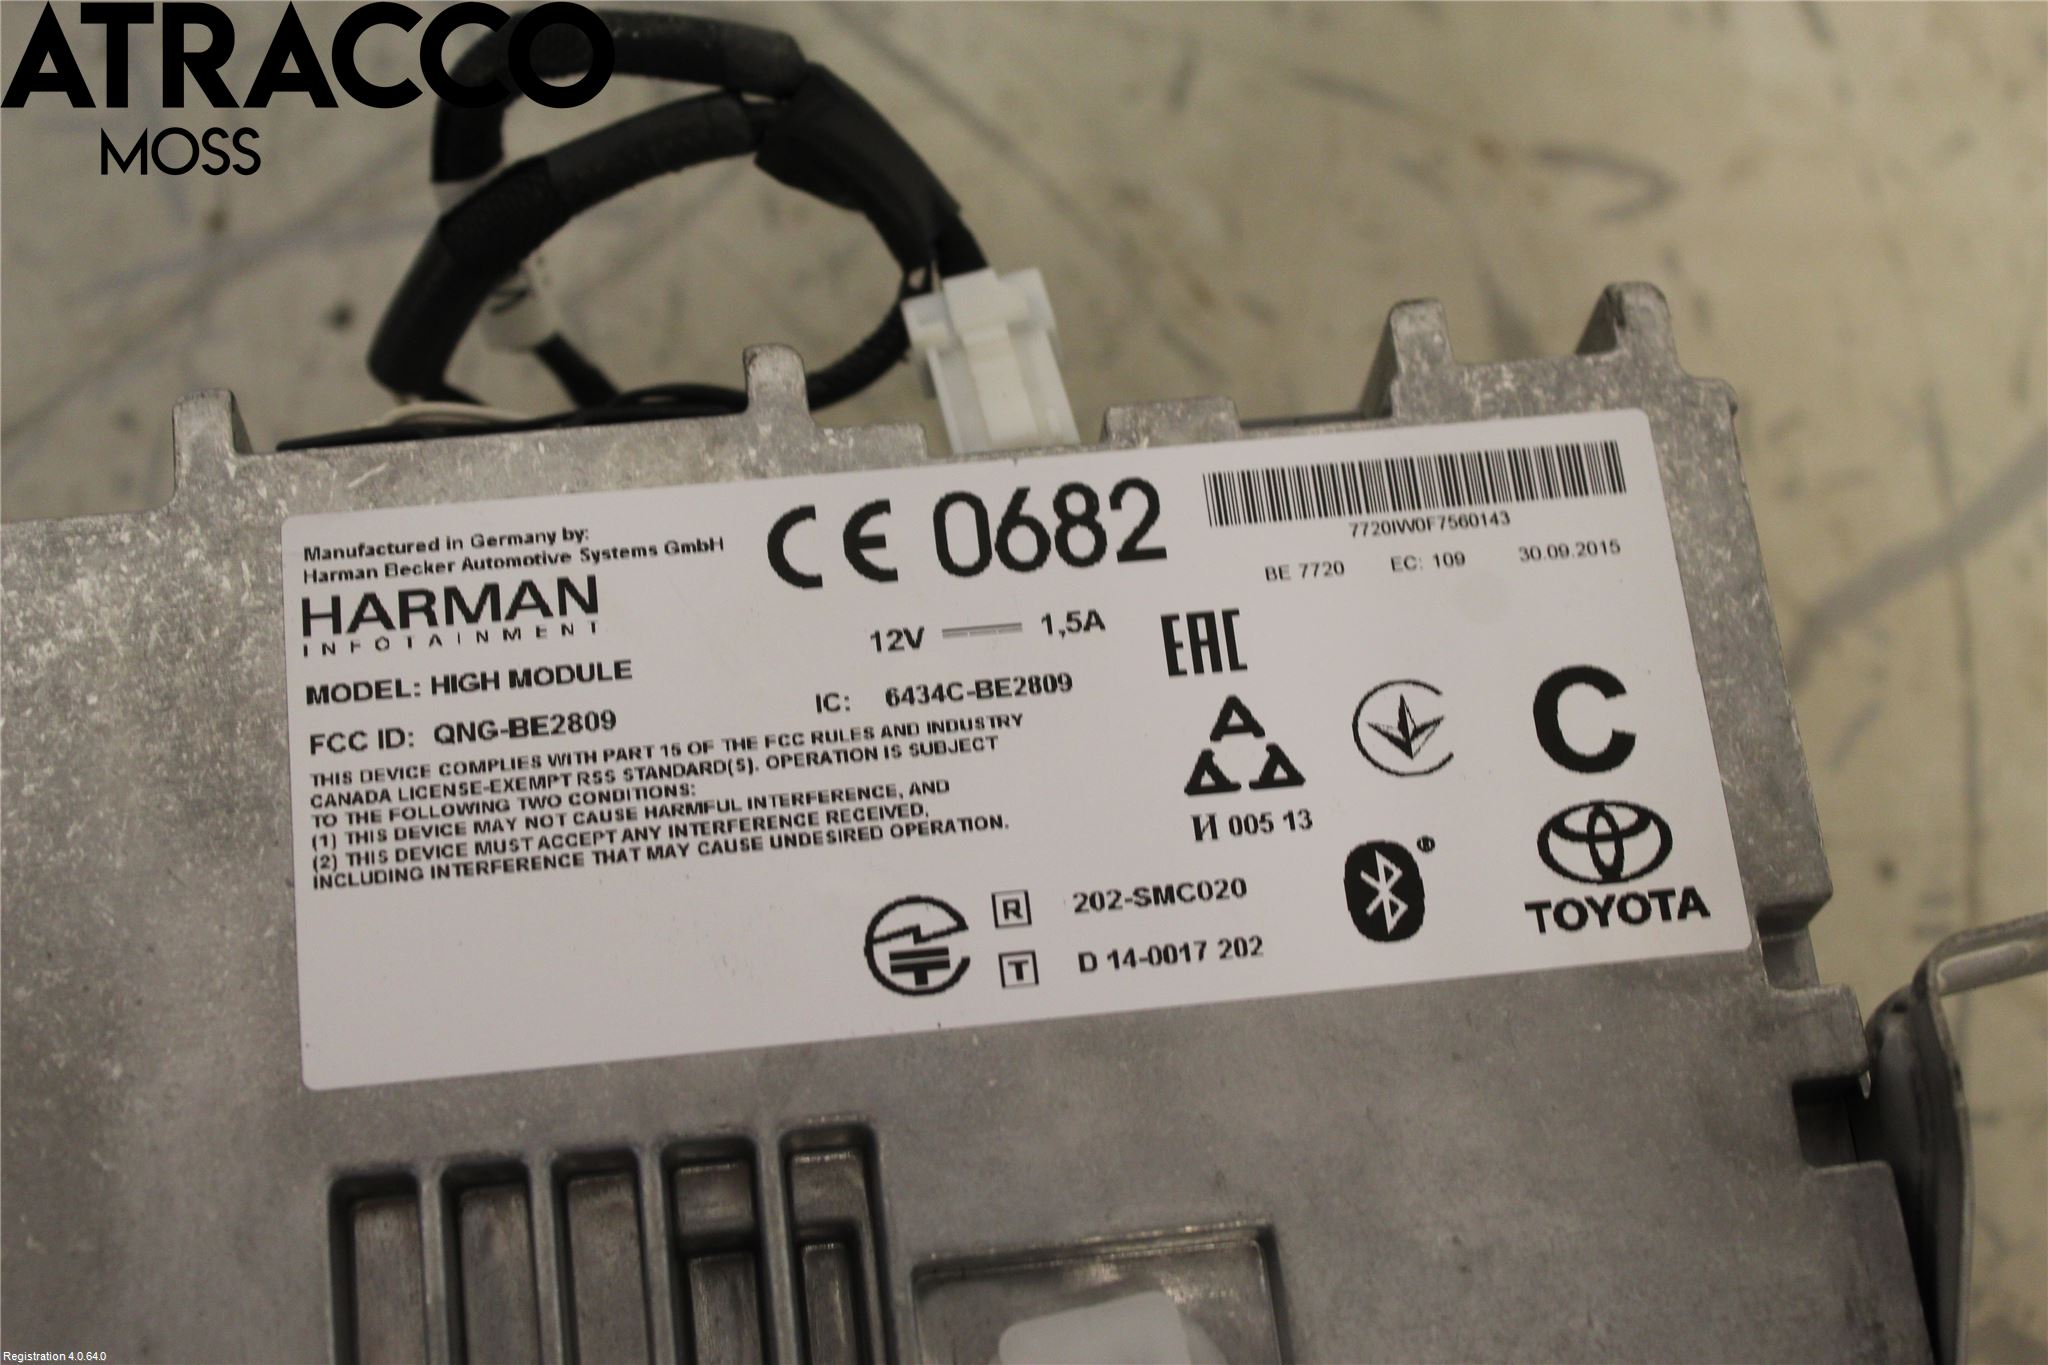 ATRACCO
MOSS
Manufactured in Germany by:
Harman Becker Automotive Systems GmbH
HARMAN
INFOTAINMENT
MODEL: HIGH MODULE
FCC ID: QNG-BE2809
IC: 6434C-BE2809
THIS DEVICE COMPLIES WITH PART 15 OF THE FCC RULES AND INDUSTRY
CANADA LICENSE-EXEMPT RSS STANDARD(S). OPERATION IS SUBJECT
TO THE FOLLOWING TWO CONDITIONS:
(1) THIS DEVICE MAY NOT CAUSE HARMFUL INTERFERENCE, AND
(2) THIS DEVICE MUST ACCEPT ANY INTERFERENCE RECEIVED,
INCLUDING INTERFERENCE THAT MAY CAUSE UNDESIRED OPERATION.
CE 0682
12V 1,5A
7720IW0F7560143
BE 7720 EC: 109 30.09.2015
EAC
C
И 005 13
R 202-SMC020
T D 14-0017 202
®
TOYOTA
Registration 4.0.64.0